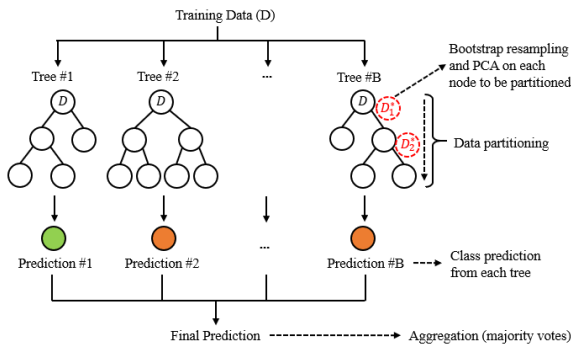 Training Data (D)
Bootstrap resampling
and PCA on each
node to be partitioned
Tree #1
Tree #2
...
Tree #B
D
D
D
D₁*
D₂*
Data partitioning
...
Prediction #1
Prediction #2
Prediction #B
Class prediction
from each tree
Final Prediction
Aggregation (majority votes)